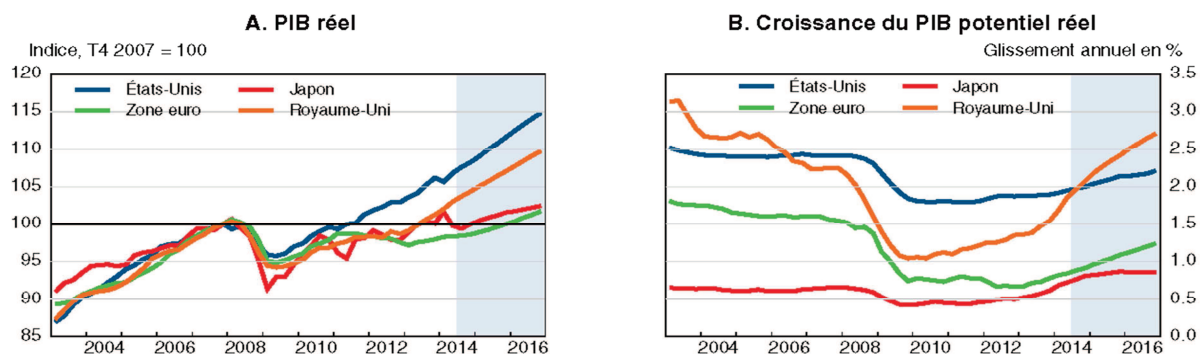 A. PIB réel
Indice, T4 2007 = 100
120
115
110
105
100
95
90
85
États-Unis
Japon
Zone euro
Royaume-Uni
2004 2006 2008 2010 2012 2014 2016
B. Croissance du PIB potentiel réel
Glissement annuel en %
États-Unis
Japon
Zone euro
Royaume-Uni
3.5
3.0
2.5
2.0
1.5
1.0
0.5
0.0
2004 2006 2008 2010 2012 2014 2016